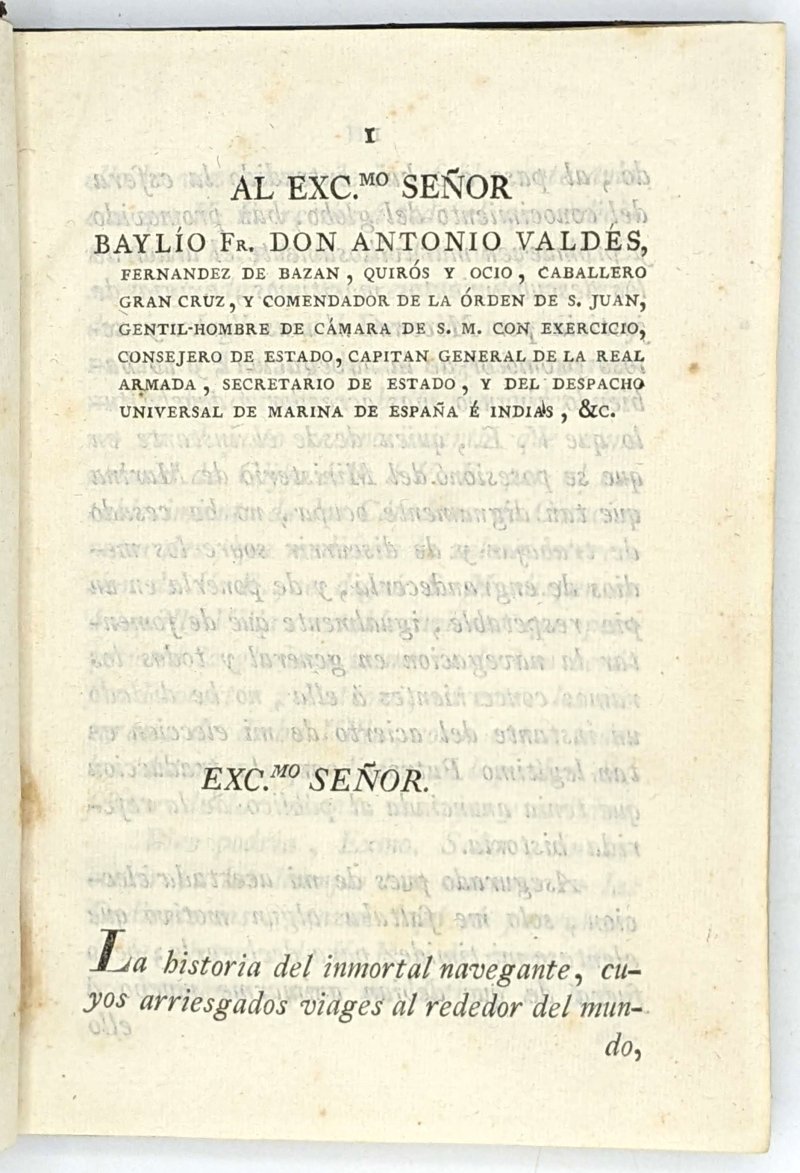 I
AL EXC.MO SEÑOR
BAYLÍO FR. DON ANTONIO VALDÉS,
FERNANDEZ DE BAZAN, QUIRÓS Y OCIO, CABALLERO
GRAN CRUZ, Y COMENDADOR DE LA ÓRDEN DE S. JUAN,
GENTIL-HOMBRE DE CÁMARA DE S. M. CON EXERCICIO,
CONSEJERO DE ESTADO, CAPITAN GENERAL DE LA REAL
ARMADA, SECRETARIO DE ESTADO, Y DEL DESPACHO
UNIVERSAL DE MARINA DE ESPAÑA É INDIAS, &C.
EXC.MO SEÑOR.
La historia del inmortal navegante, cu-
yos arriesgados viages al rededor del mun-
do,